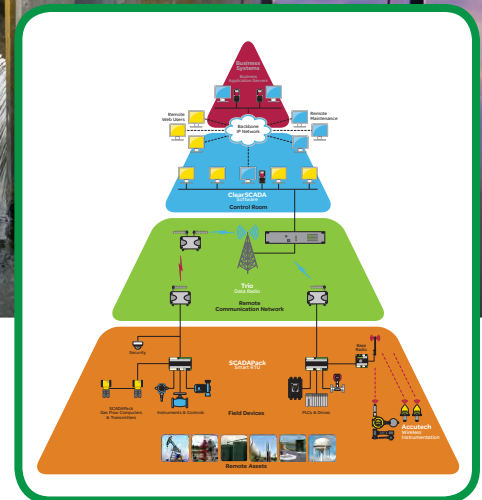 Business
Systems
Business
Application Servers
Remote
Web Users
Backbone
IP Network
Remote
Maintenance
ClearSCADA
Software
Control Room
Trio
Data Radio
Remote
Communication Network
Base
Radio
Security
SCADAPack
Smart RTU
SCADAPack
Gas Flow Computers
& Transmitters
Instruments & Controls
Field Devices
PLCs & Drives
Accutech
Wireless
Instrumentation
Remote Assets